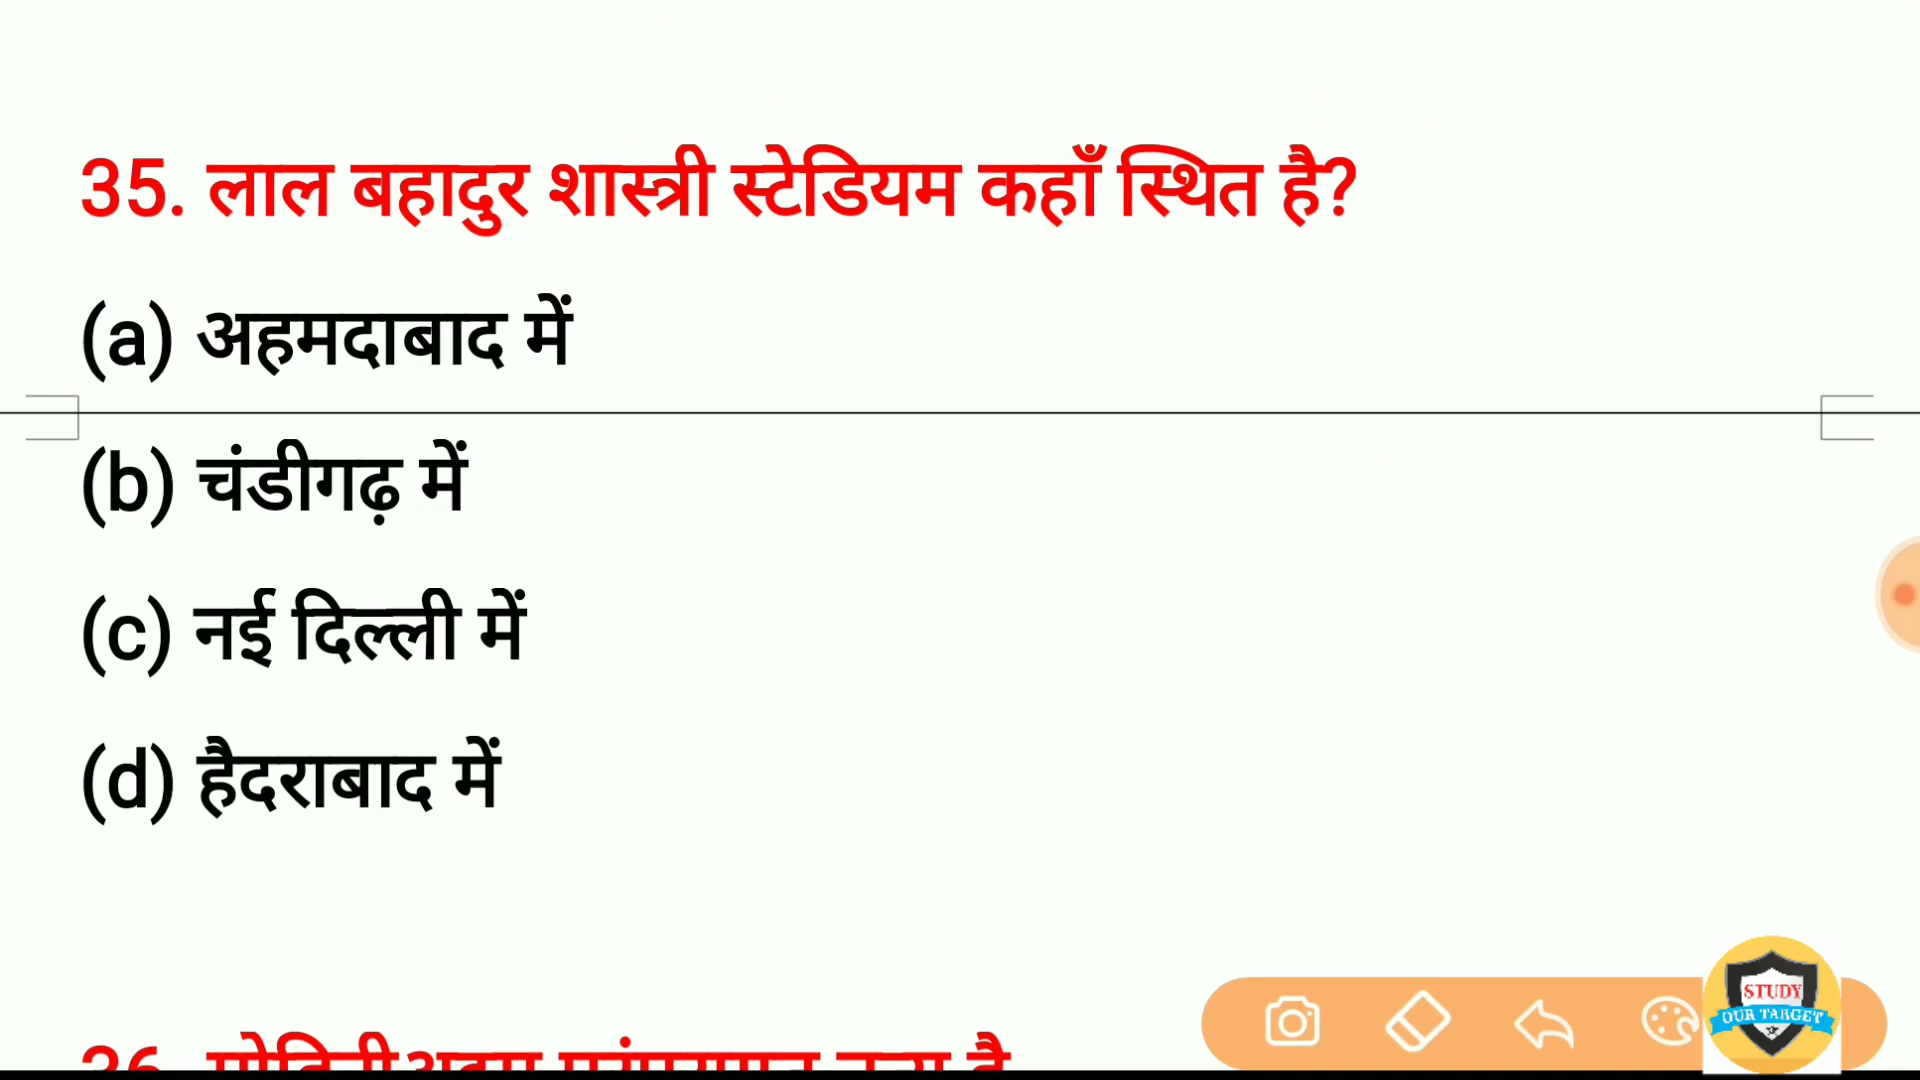 35. लाल बहादुर शास्त्री स्टेडियम कहाँ स्थित है?
(a) अहमदाबाद में
(b) चंडीगढ़ में
(c) नई दिल्ली में
(d) हैदराबाद में
STUDY
OUR TARGET